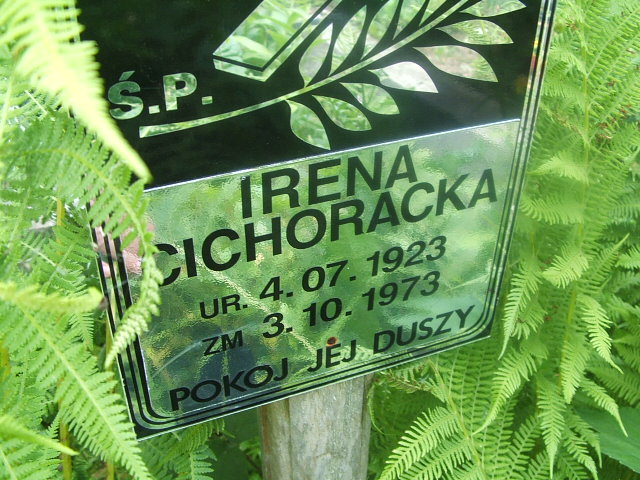 Ś.P.
IRENA
CICHORACKA
UR. 4. 07. 1923
ZM 3. 10. 1973
POKOJ JEJ DUSZY